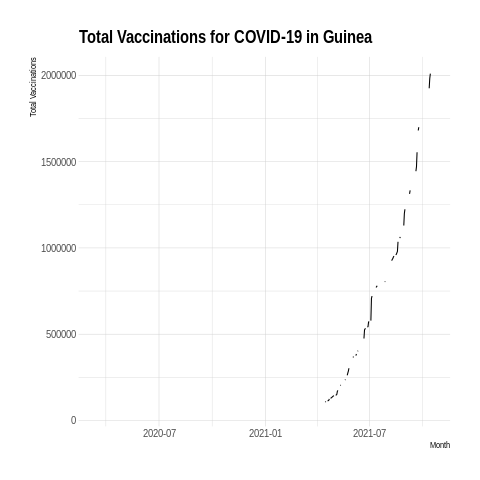 Total Vaccinations for COVID-19 in Guinea
Total Vaccinations
2000000
1500000
1000000
500000
0
2020-07 2021-01 2021-07
Month